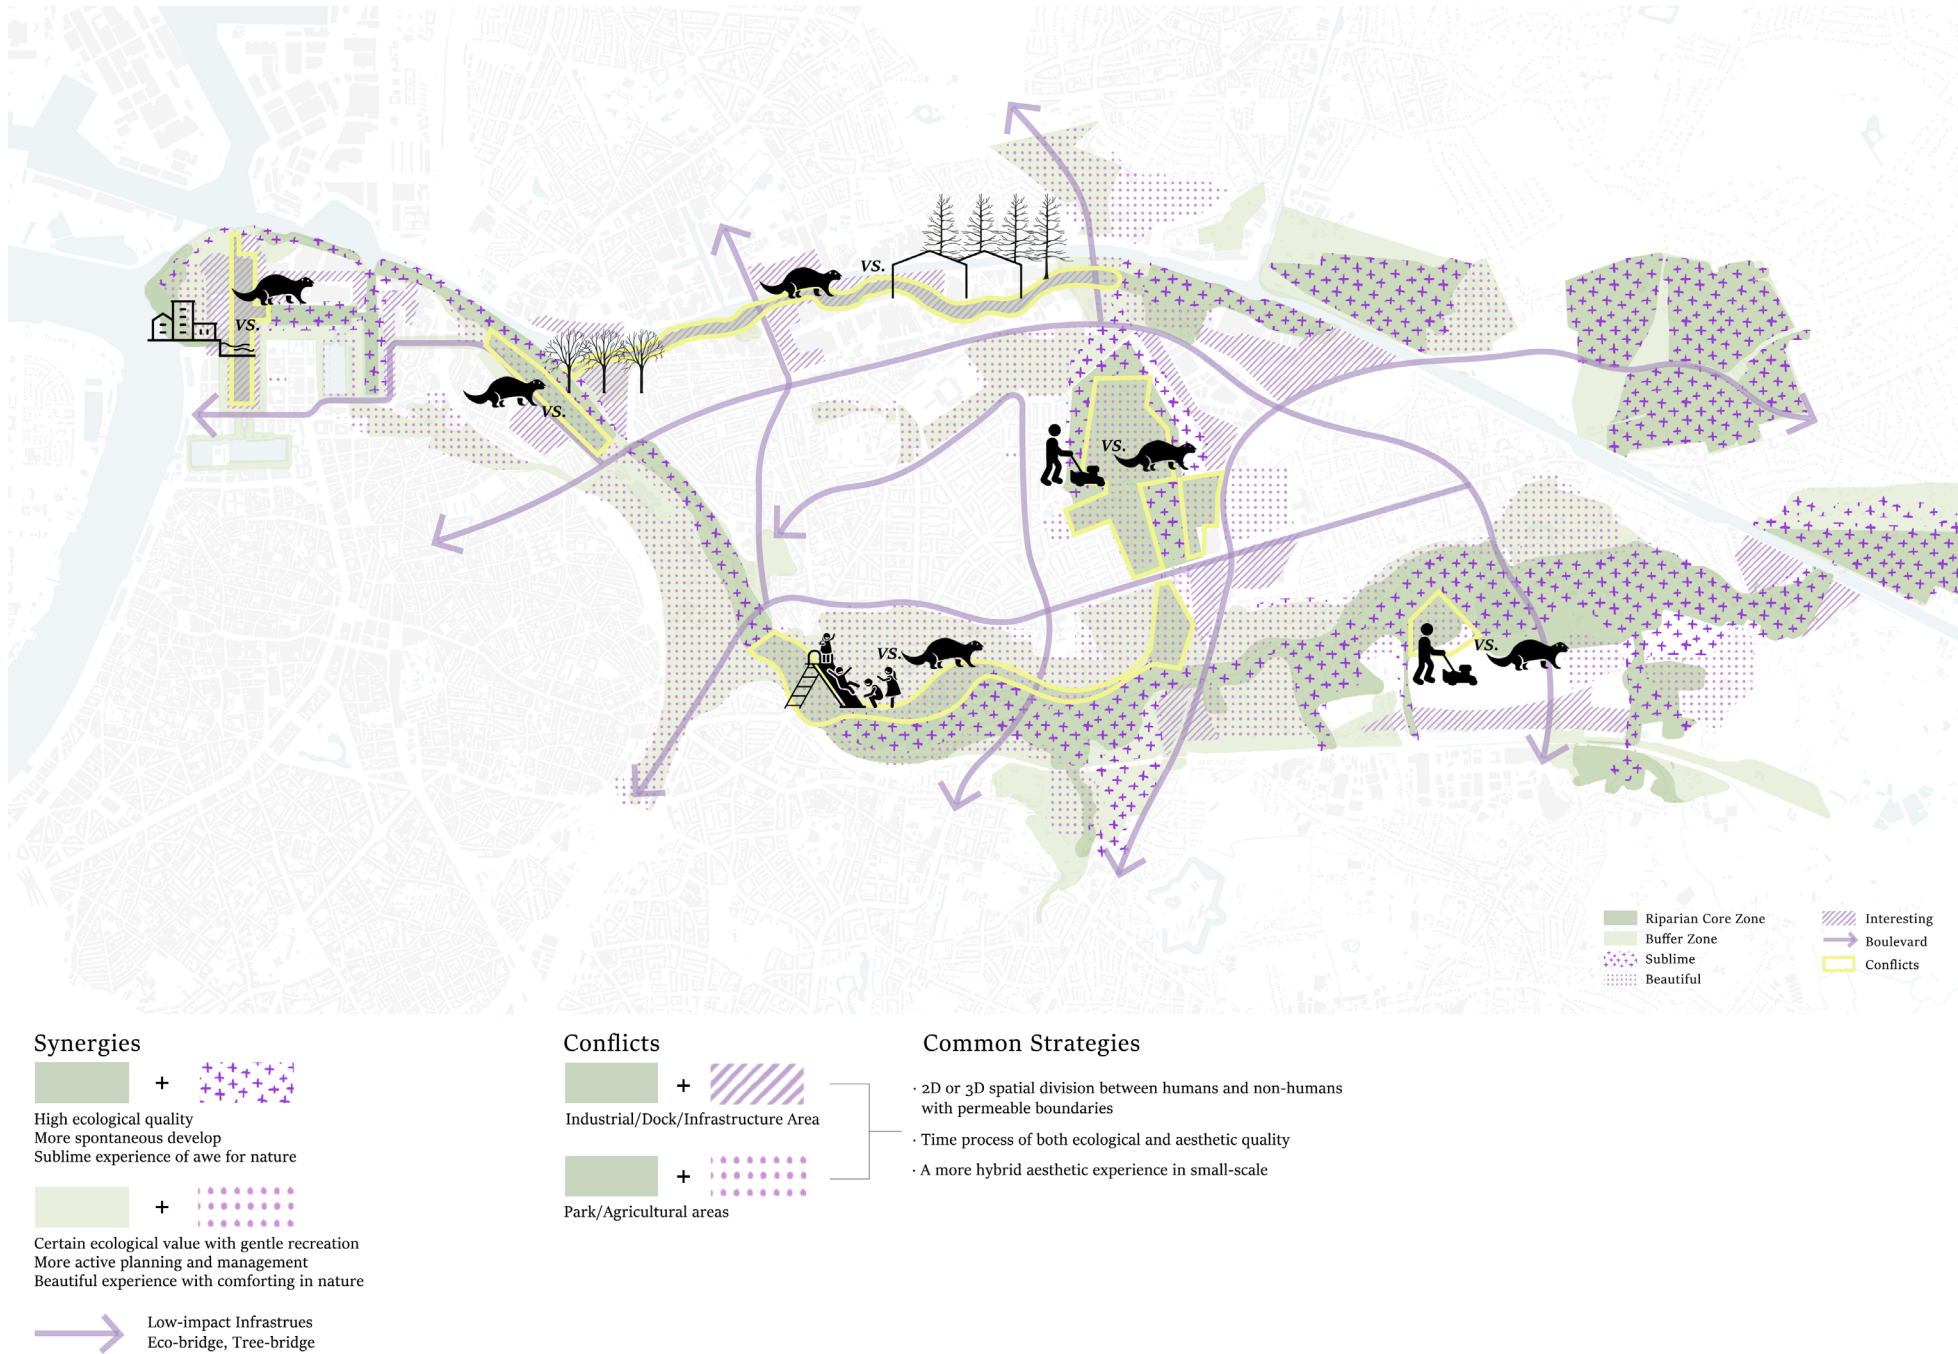 vs.
vs.
vs.
vs.
vs.
vs.
Riparian Core Zone
Buffer Zone
Sublime
Beautiful
Interesting
Boulevard
Conflicts
Synergies
+
High ecological quality
More spontaneous develop
Sublime experience of awe for nature
+
Certain ecological value with gentle recreation
More active planning and management
Beautiful experience with comforting in nature
Low-impact Infrastrues
Eco-bridge, Tree-bridge
Conflicts
+
Industrial/Dock/Infrastructure Area
+
Park/Agricultural areas
Common Strategies
· 2D or 3D spatial division between humans and non-humans
with permeable boundaries
· Time process of both ecological and aesthetic quality
· A more hybrid aesthetic experience in small-scale